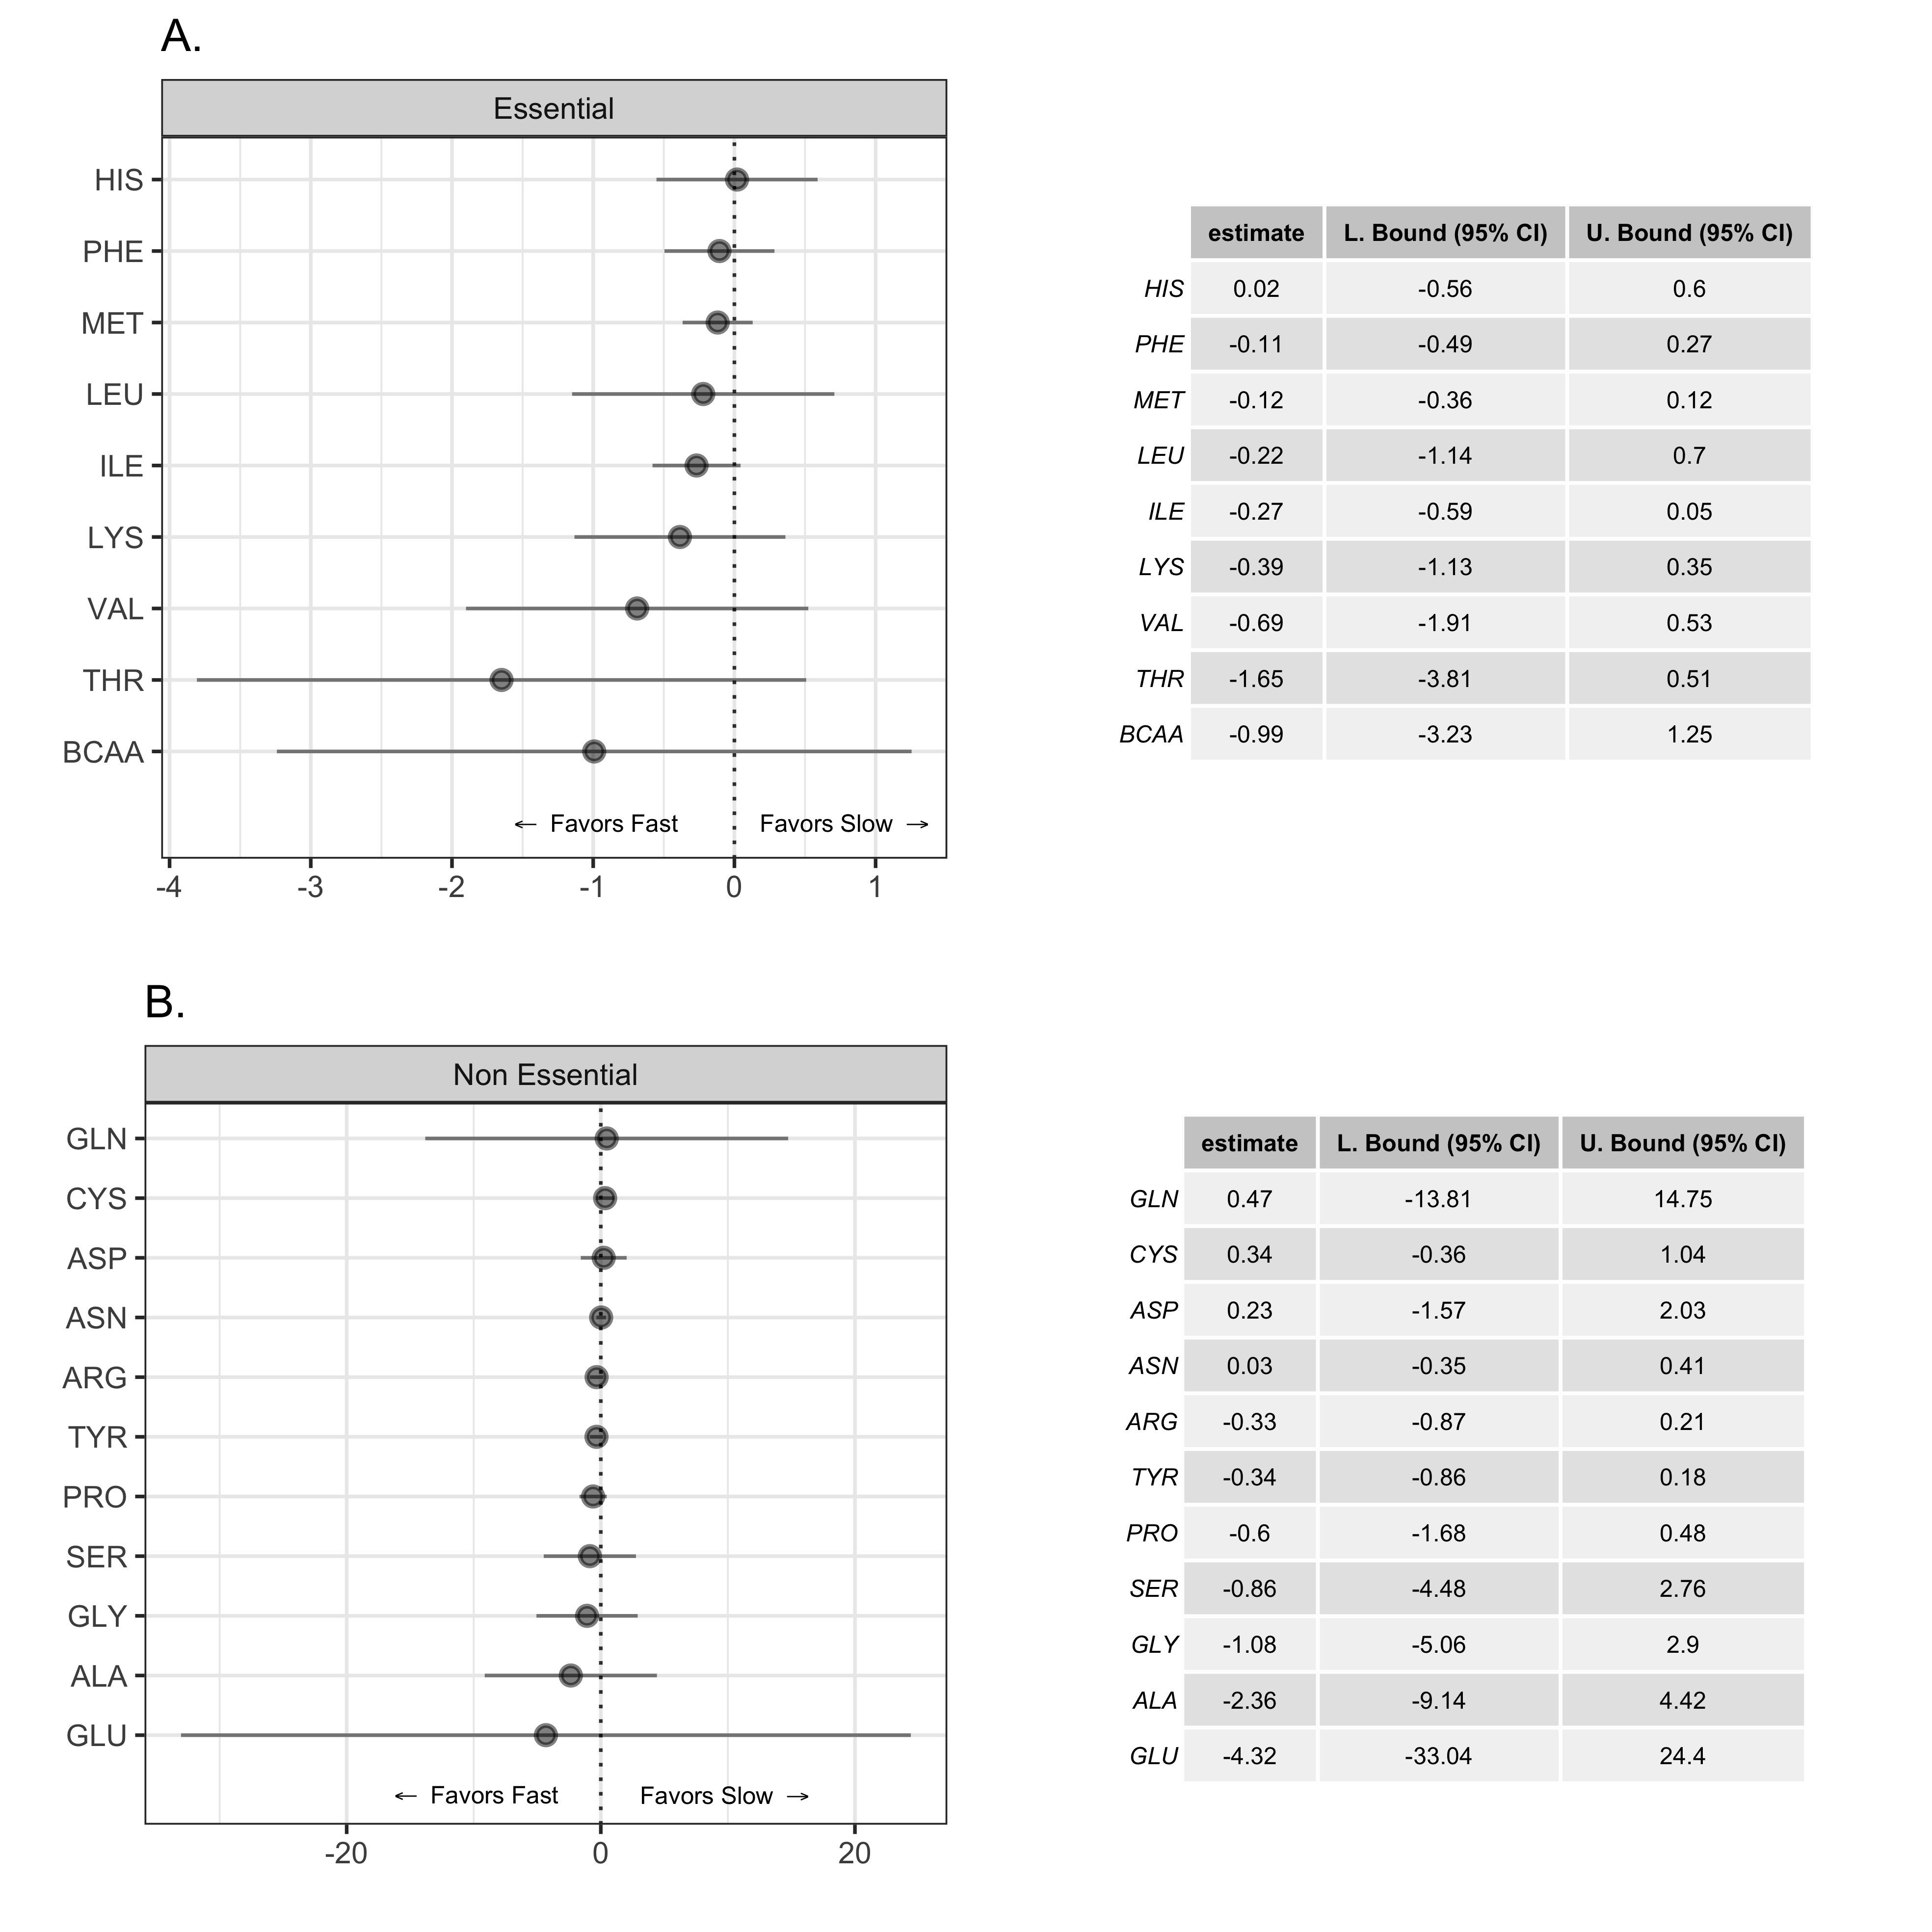 A.
Essential
HIS
PHE
MET
LEU
ILE
LYS
VAL
THR
BCAA
← Favors Fast Favors Slow →
-4 -3 -2 -1 0 1
estimate L. Bound (95% CI) U. Bound (95% CI)
HIS 0.02 -0.56 0.6
PHE -0.11 -0.49 0.27
MET -0.12 -0.36 0.12
LEU -0.22 -1.14 0.7
ILE -0.27 -0.59 0.05
LYS -0.39 -1.13 0.35
VAL -0.69 -1.91 0.53
THR -1.65 -3.81 0.51
BCAA -0.99 -3.23 1.25
B.
Non Essential
GLN
CYS
ASP
ASN
ARG
TYR
PRO
SER
GLY
ALA
GLU
← Favors Fast Favors Slow →
-20 0 20
estimate L. Bound (95% CI) U. Bound (95% CI)
GLN 0.47 -13.81 14.75
CYS 0.34 -0.36 1.04
ASP 0.23 -1.57 2.03
ASN 0.03 -0.35 0.41
ARG -0.33 -0.87 0.21
TYR -0.34 -0.86 0.18
PRO -0.6 -1.68 0.48
SER -0.86 -4.48 2.76
GLY -1.08 -5.06 2.9
ALA -2.36 -9.14 4.42
GLU -4.32 -33.04 24.4